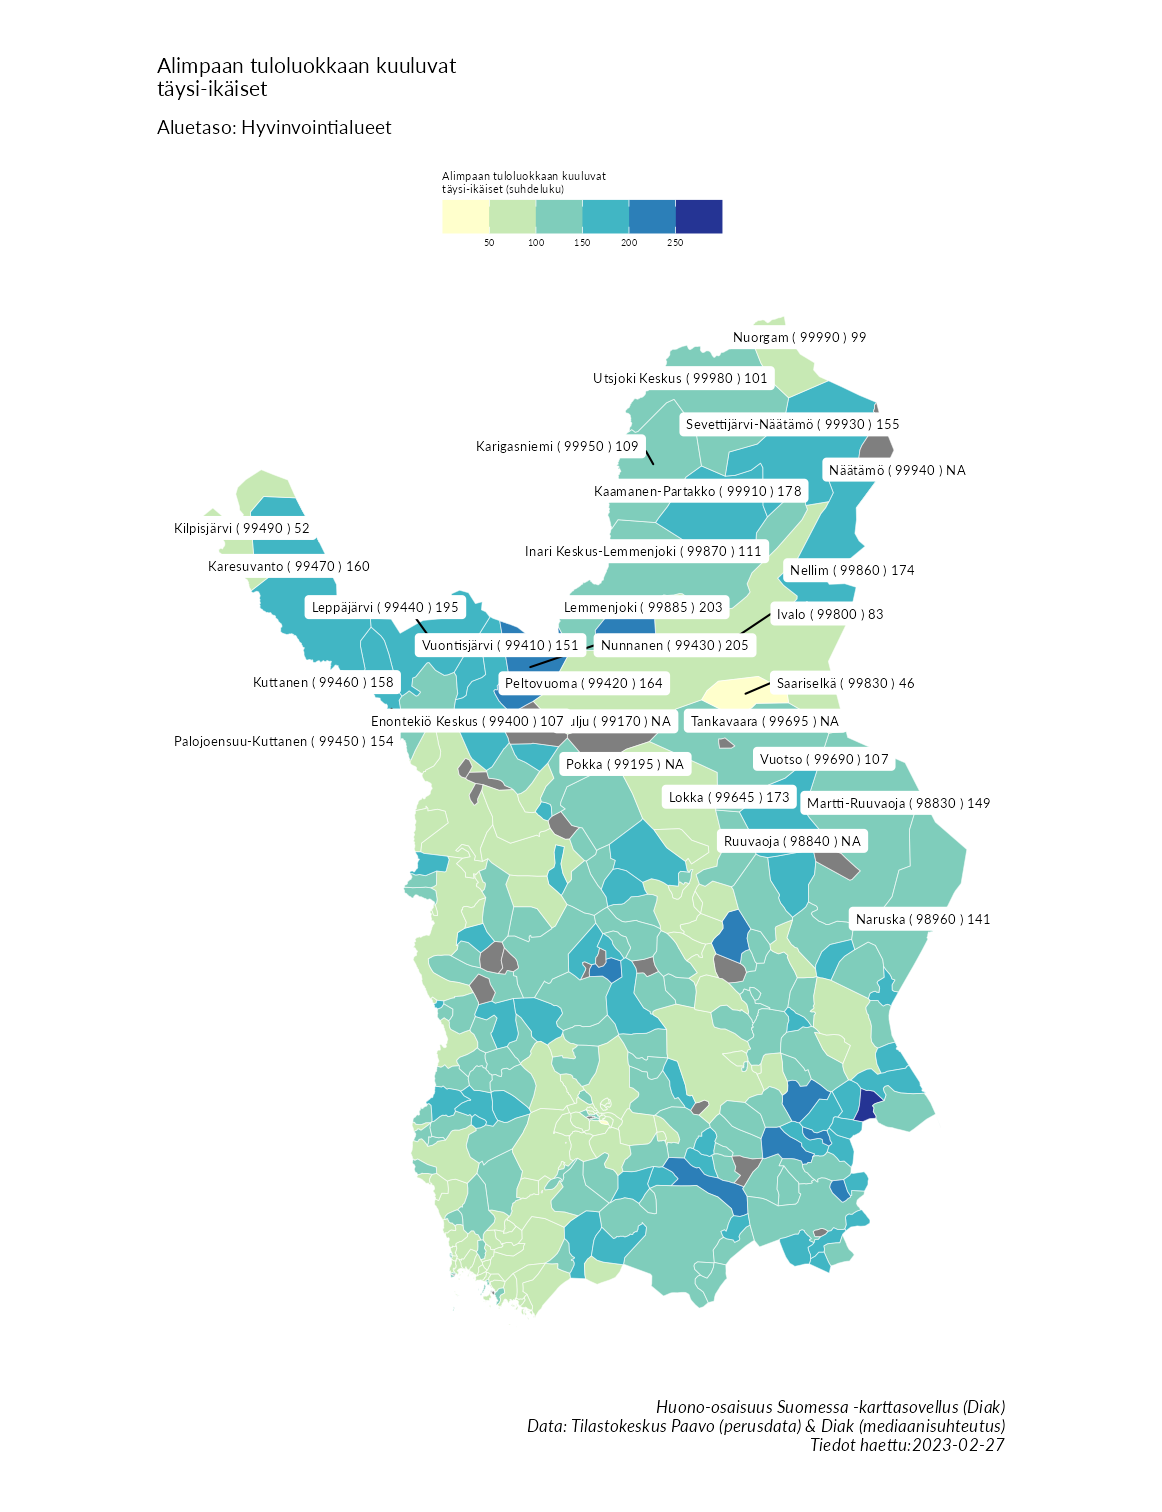 Alimpaan tuloluokkaan kuuluvat
täysi-ikäiset
Aluetaso: Hyvinvointialueet
Alimpaan tuloluokkaan kuuluvat
täysi-ikäiset (suhdeluku)
50 100 150 200 250
Nuorgam ( 99990 ) 99
Utsjoki Keskus ( 99980 ) 101
Sevettijärvi-Näätämö ( 99930 ) 155
Karigasniemi ( 99950 ) 109
Näätämö ( 99940 ) NA
Kaamanen-Partakko ( 99910 ) 178
Kilpisjärvi ( 99490 ) 52
Inari Keskus-Lemmenjoki ( 99870 ) 111
Karesuvanto ( 99470 ) 160
Nellim ( 99860 ) 174
Leppäjärvi ( 99440 ) 195
Lemmenjoki ( 99885 ) 203
Ivalo ( 99800 ) 83
Vuontisjärvi ( 99410 ) 151
Nunnanen ( 99430 ) 205
Kuttanen ( 99460 ) 158
Peltovuoma ( 99420 ) 164
Saariselkä ( 99830 ) 46
Enontekiö Keskus ( 99400 ) 107
( 99170 ) NA
Tankavaara ( 99695 ) NA
Palojoensuu-Kuttanen ( 99450 ) 154
Pokka ( 99195 ) NA
Vuotso ( 99690 ) 107
Lokka ( 99645 ) 173
Martti-Ruuvaoja ( 98830 ) 149
Ruuvaoja ( 98840 ) NA
Naruska ( 98960 ) 141
Huono-osaisuus Suomessa -karttasovellus (Diak)
Data: Tilastokeskus Paavo (perusdata) & Diak (mediaanisuhteutus)
Tiedot haettu:2023-02-27